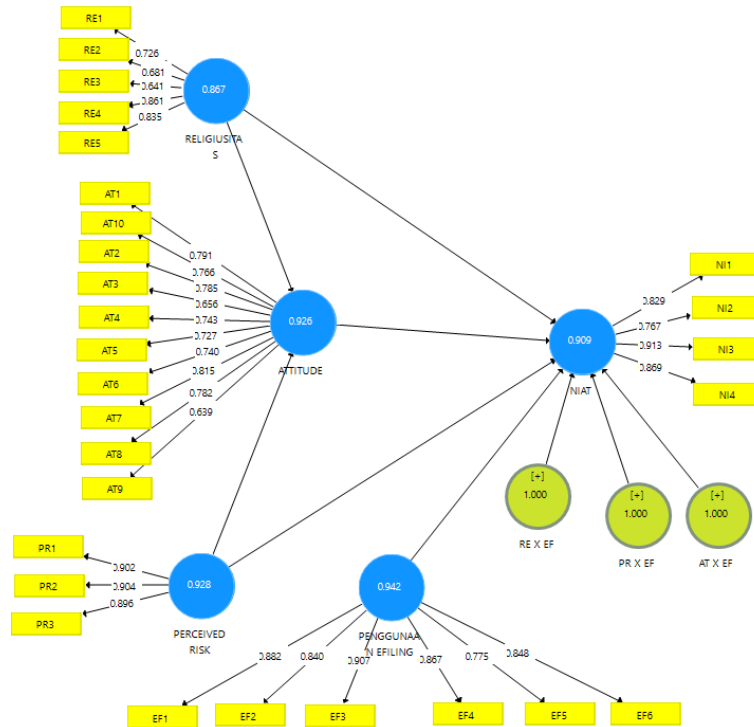 RE1
RE2
RE3
RE4
RE5
0.726
0.681
0.641
0.861
0.835
0.867
RELIGIUSITA
S
AT1
AT10
AT2
AT3
AT4
AT5
AT6
AT7
AT8
AT9
0.791
0.766
0.785
0.656
0.743
0.727
0.740
0.815
0.782
0.639
0.926
ATTITUDE
NI1
NI2
NI3
NI4
0.829
0.767
0.913
0.869
0.909
NIAT
[+]
1.000
RE X EF
[+]
1.000
PR X EF
[+]
1.000
AT X EF
PR1
PR2
PR3
0.902
0.904
0.896
0.928
PERCEIVED
RISK
0.942
PENGGUNAA
N EFILING
0.882
0.840
0.907
0.867
0.775
0.848
EF1
EF2
EF3
EF4
EF5
EF6